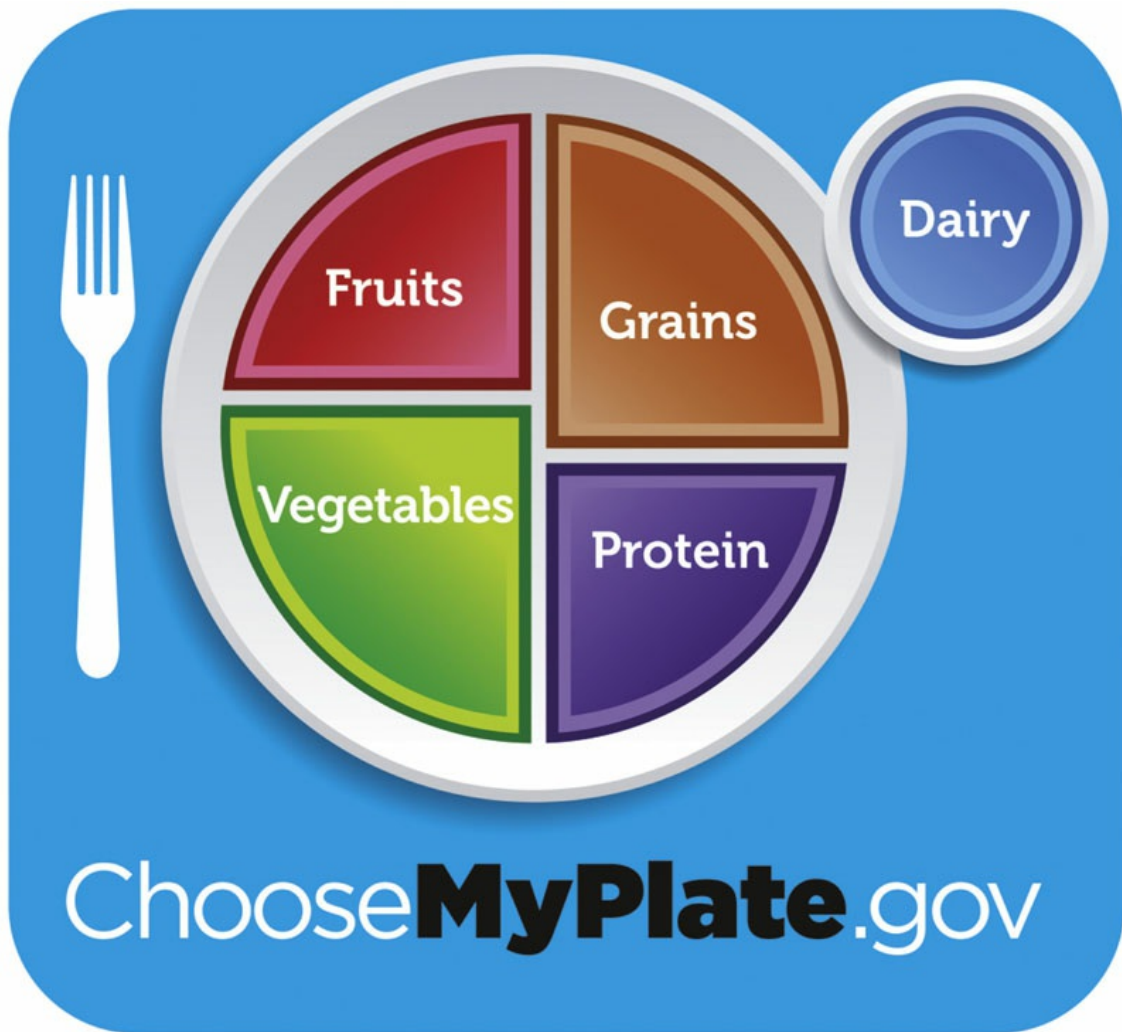 Dairy
Fruits
Grains
Vegetables
Protein
ChooseMyPlate.gov